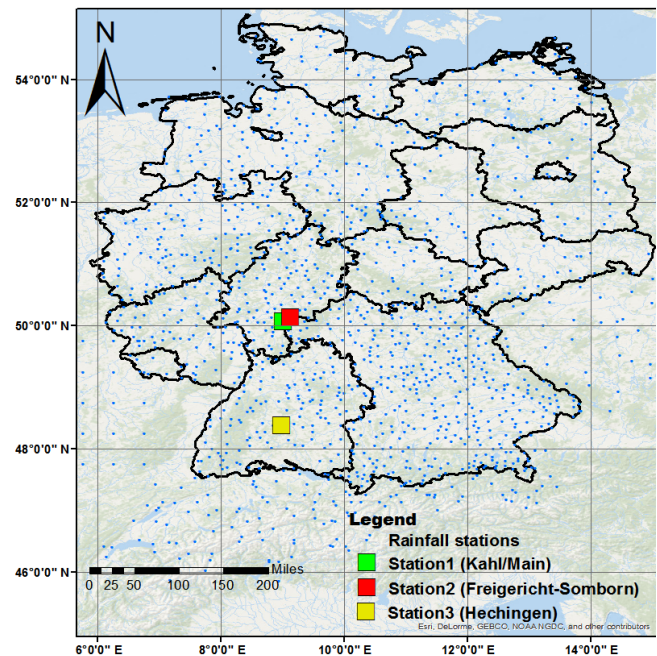 N
54°0'0" N
52°0'0" N
50°0'0" N
48°0'0" N
46°0'0" N
Legend
Rainfall stations
Station1 (Kahl/Main)
Station2 (Freigericht-Somborn)
Station3 (Hechingen)
Miles
0 25 50 100 150 200
Esri, DeLorme, GEBCO, NOAA NGDC, and other contributors
6°0'0" E 8°0'0" E 10°0'0" E 12°0'0" E 14°0'0" E